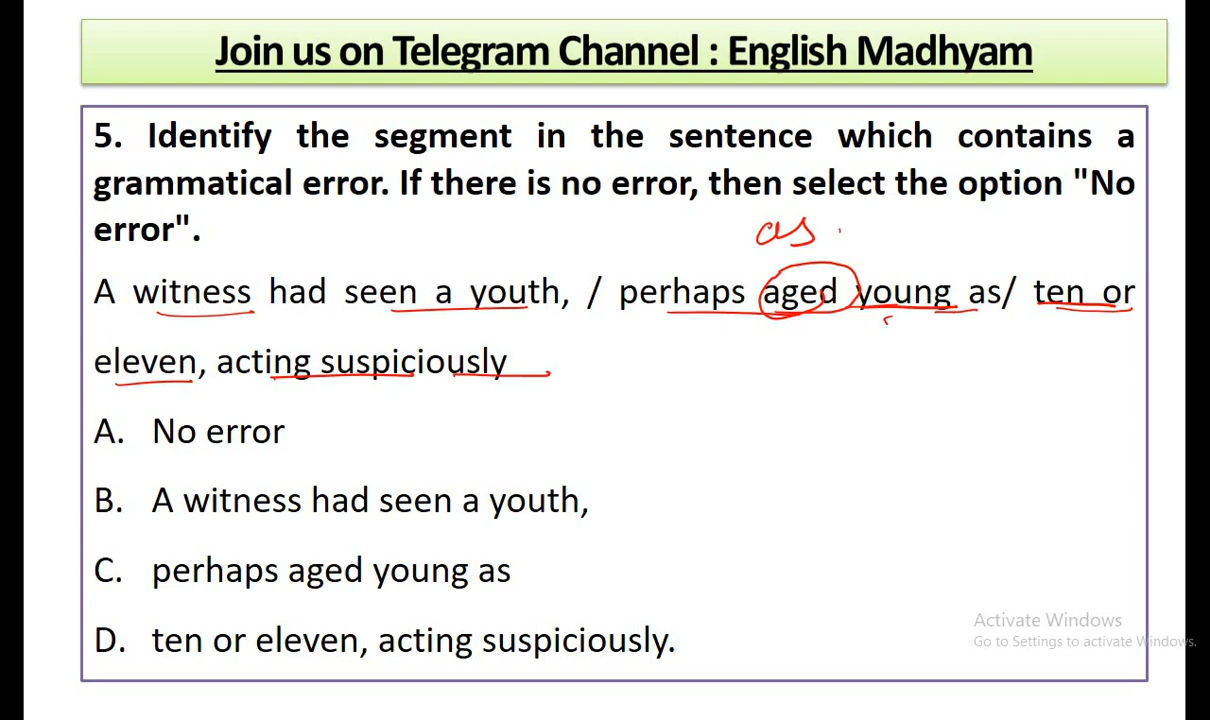 Join us on Telegram Channel : English Madhyam
5. Identify the segment in the sentence which contains a
grammatical error. If there is no error, then select the option "No
error".
as
A witness had seen a youth, / perhaps aged young as/ ten or
eleven, acting suspiciously
A. No error
B. A witness had seen a youth,
C. perhaps aged young as
D. ten or eleven, acting suspiciously.
Activate Windows
Go to Settings to activate Windows.